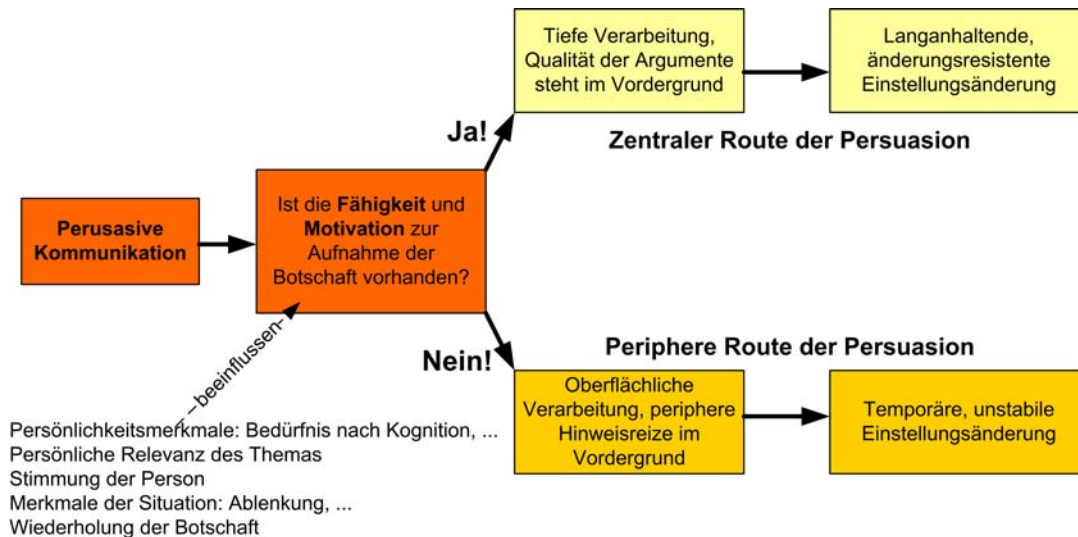 Tiefe Verarbeitung,
Qualität der Argumente
steht im Vordergrund
Langanhaltende,
änderungsresistente
Einstellungsänderung
Ja!
Zentraler Route der Persuasion
Perusasive
Kommunikation
Ist die Fähigkeit und
Motivation zur
Aufnahme der
Botschaft vorhanden?
beeinflussen
Nein!
Periphere Route der Persuasion
Oberflächliche
Verarbeitung, periphere
Hinweisreize im
Vordergrund
Temporäre, unstabile
Einstellungsänderung
Persönlichkeitsmerkmale: Bedürfnis nach Kognition, ...
Persönliche Relevanz des Themas
Stimmung der Person
Merkmale der Situation: Ablenkung, ...
Wiederholung der Botschaft